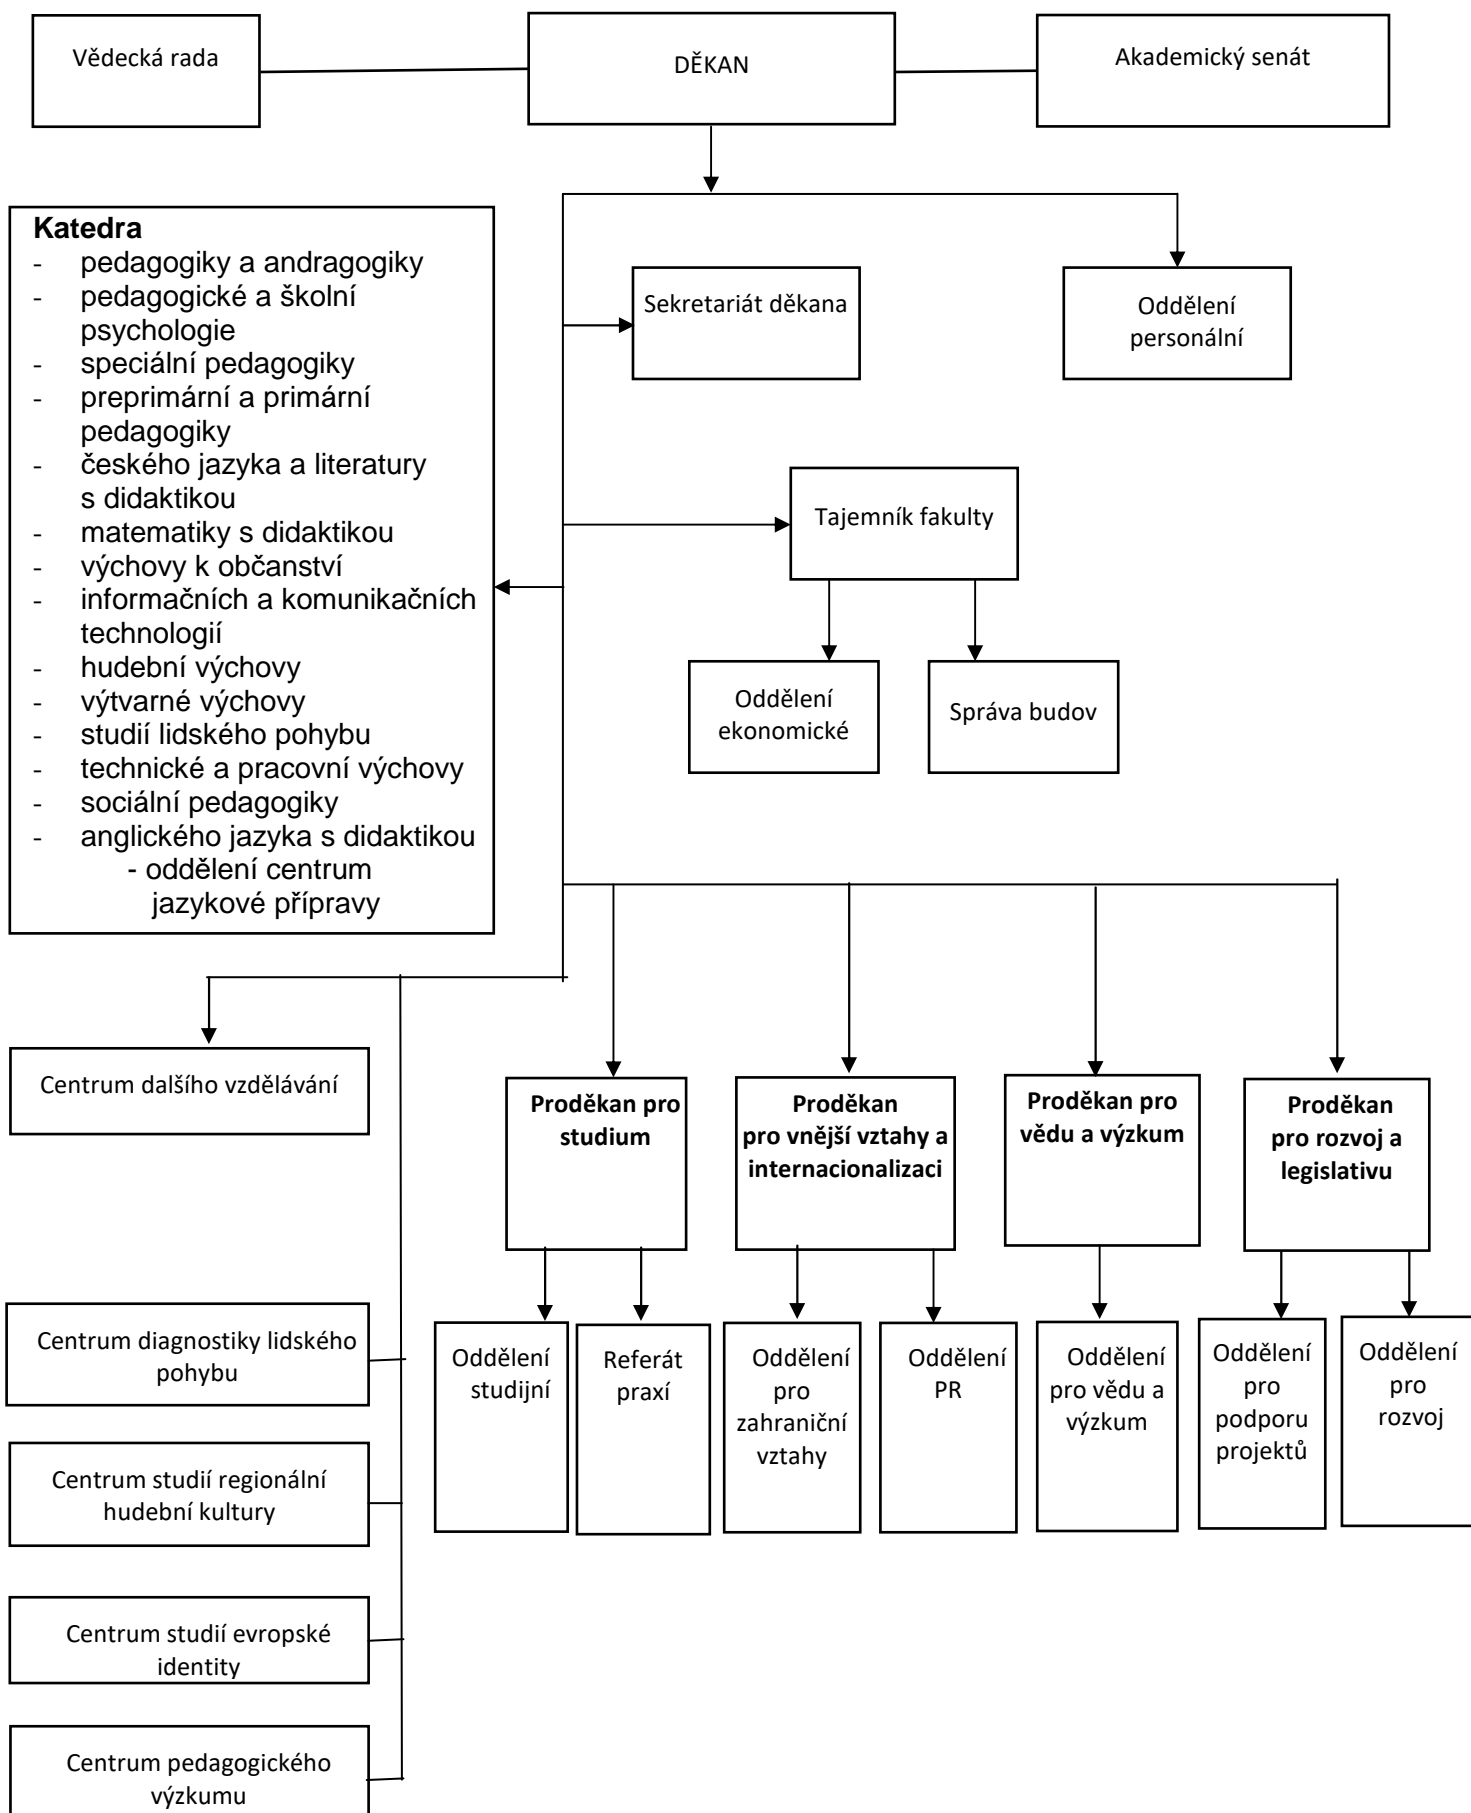 Vědecká rada
DĚKAN
Akademický senát
Katedra
- pedagogiky a andragogiky
- pedagogické a školní
psychologie
- speciální pedagogiky
- preprimární a primární
pedagogiky
- českého jazyka a literatury
s didaktikou
- matematiky s didaktikou
- výchovy k občanství
- informačních a komunikačních
technologií
- hudební výchovy
- výtvarné výchovy
- studií lidského pohybu
- technické a pracovní výchovy
- sociální pedagogiky
- anglického jazyka s didaktikou
- oddělení centrum
jazykové přípravy
Sekretariát děkana
Oddělení
personální
Tajemník fakulty
Oddělení
ekonomické
Správa budov
Centrum dalšího vzdělávání
Proděkan pro
studium
Proděkan
pro vnější vztahy a
internacionalizaci
Proděkan pro
vědu a výzkum
Proděkan
pro rozvoj a
legislativu
Oddělení
studijní
Referát
praxí
Oddělení
pro
zahraniční
vztahy
Oddělení
PR
Oddělení
pro vědu a
výzkum
Oddělení
pro
podporu
projektů
Oddělení
pro
rozvoj
Centrum diagnostiky lidského
pohybu
Centrum studií regionální
hudební kultury
Centrum studií evropské
identity
Centrum pedagogického
výzkumu